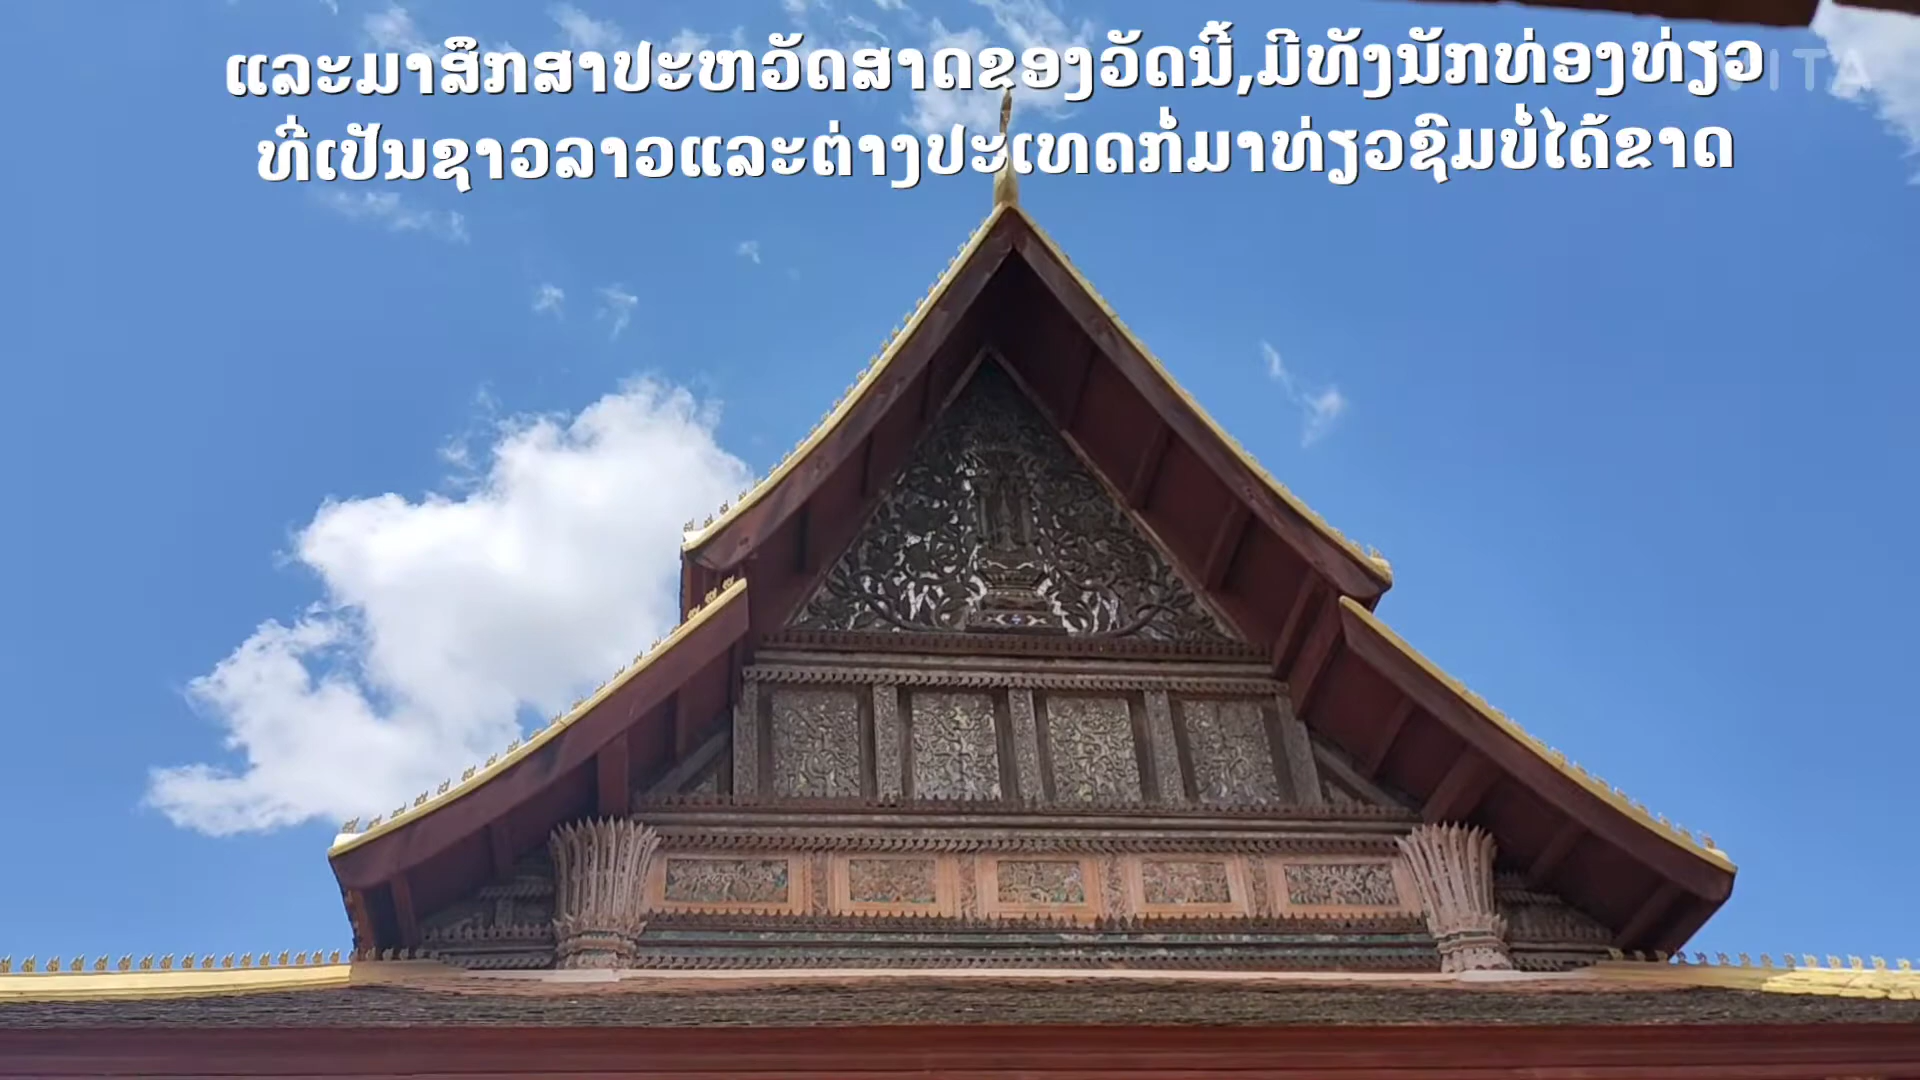 ແລະມາສຶກສາປະຫວັດສາດຂອງວັດນີ້,ມີທັງນັກທ່ອງທ່ຽວ
ທີ່ເປັນຊາວລາວແລະຕ່າງປະເທດກໍ່ມາທ່ຽວຊົມບໍ່ໄດ້ຂາດ
VITA